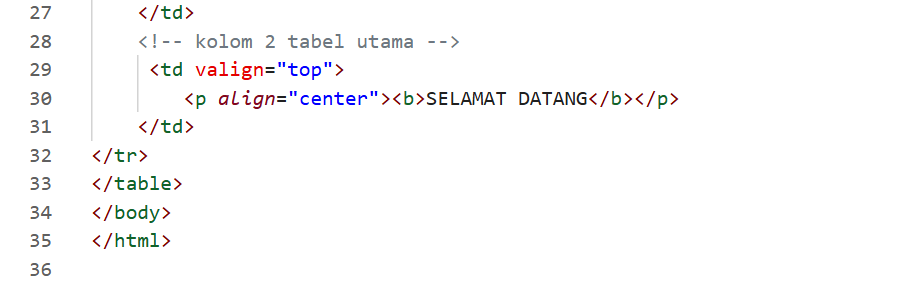 27 </td>
28 <!-- kolom 2 tabel utama -->
29 <td valign="top">
30 <p align="center"><b>SELAMAT DATANG</b></p>
31 </td>
32 </tr>
33 </table>
34 </body>
35 </html>
36